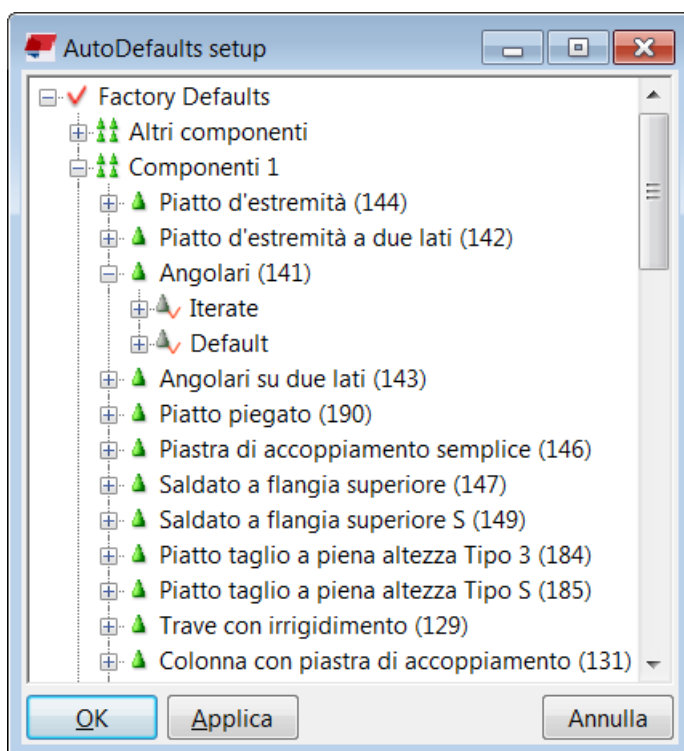 AutoDefaults setup
Factory Defaults
Altri componenti
Componenti 1
Piatto d'estremità (144)
Piatto d'estremità a due lati (142)
Angolari (141)
Iterate
Default
Angolari su due lati (143)
Piatto piegato (190)
Piastra di accoppiamento semplice (146)
Saldato a flangia superiore (147)
Saldato a flangia superiore S (149)
Piatto taglio a piena altezza Tipo 3 (184)
Piatto taglio a piena altezza Tipo S (185)
Trave con irrigidimento (129)
Colonna con piastra di accoppiamento (131)
OK Applica Annulla